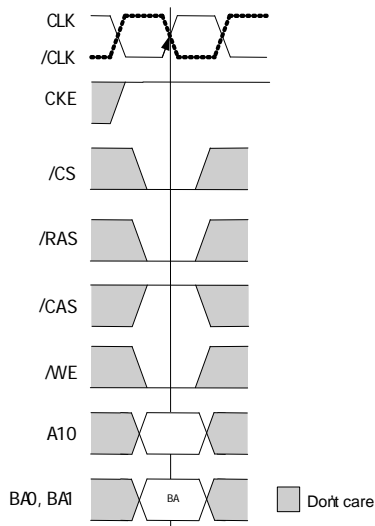 CLK
/CLK
CKE
/CS
/RAS
/CAS
/WE
A10
BA0, BA1
BA
Don't care